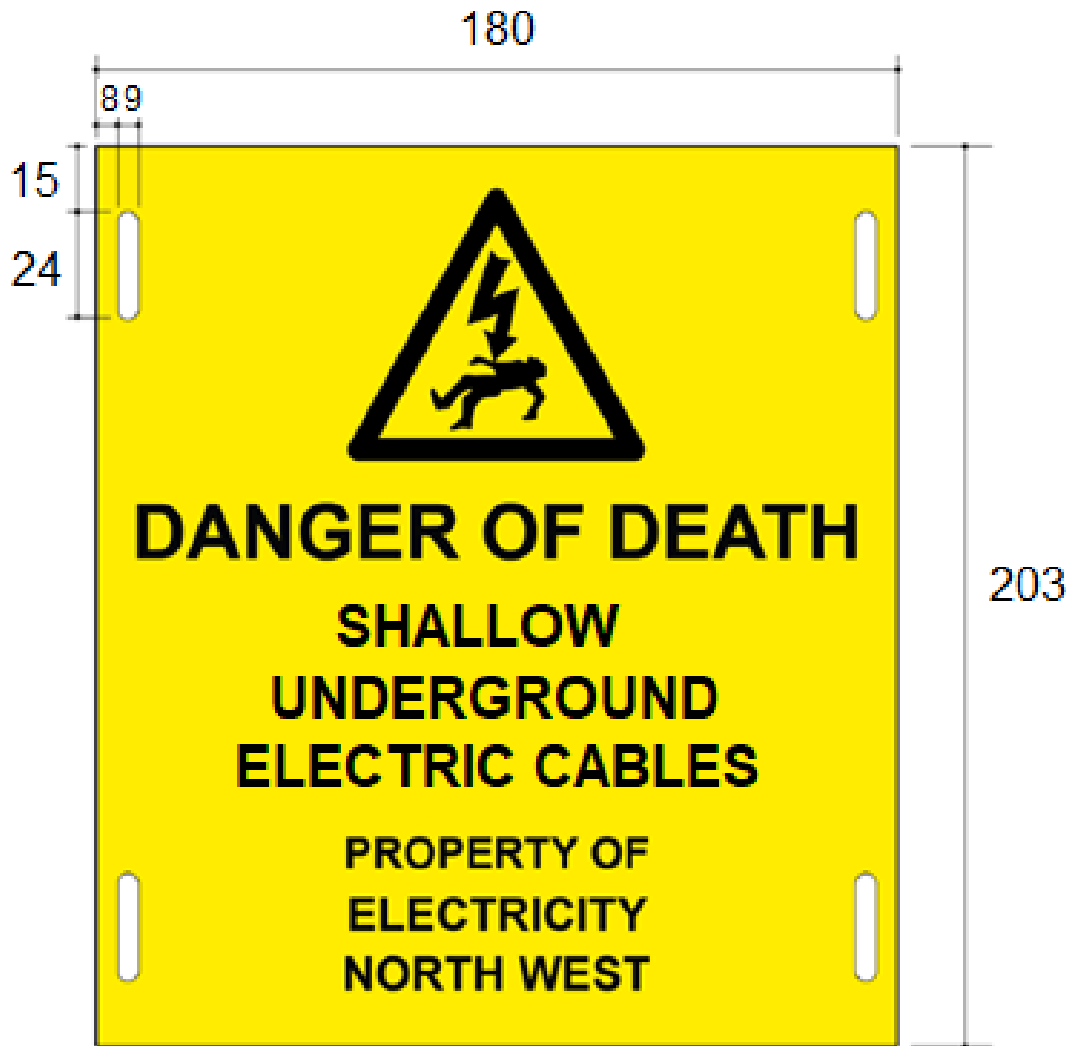 180
8 9
15
24
DANGER OF DEATH
SHALLOW
UNDERGROUND
203
ELECTRIC CABLES
PROPERTY OF
ELECTRICITY
NORTH WEST